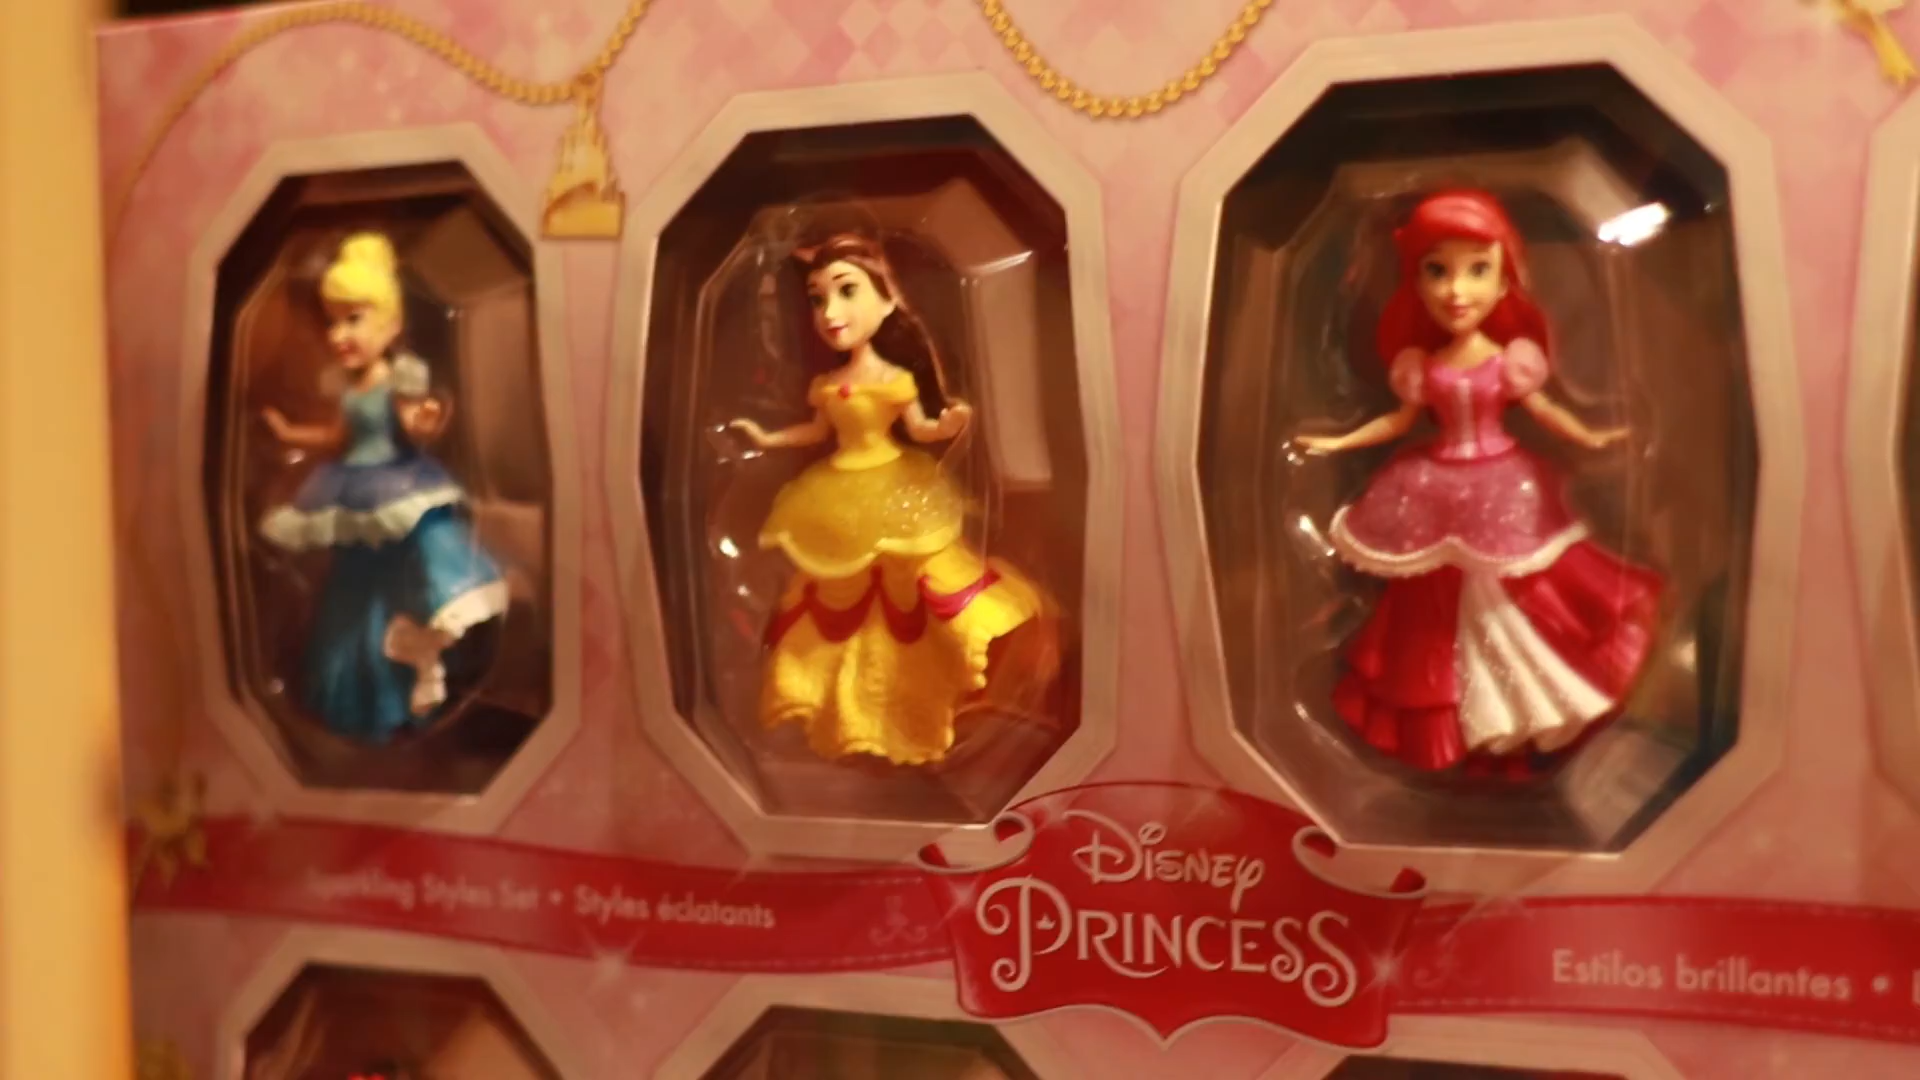 Sparkling Styles Set • Styles éclatants
Disney
PRINCESS
Estilos brillantes •